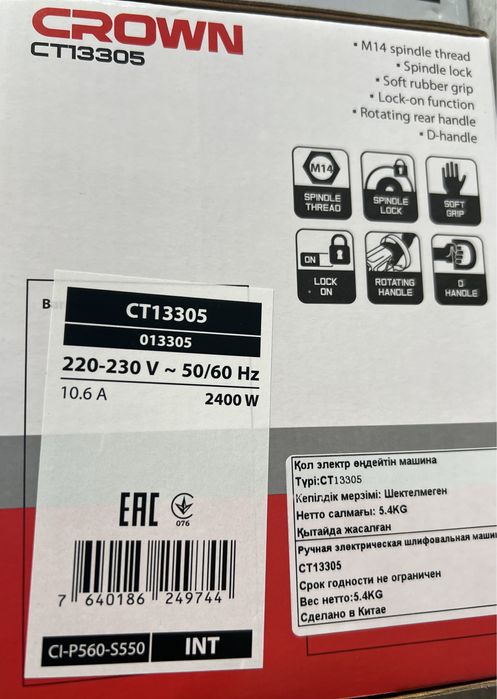 CROWN
CT13305
• M14 spindle thread
• Spindle lock
• Soft rubber grip
• Lock-on function
• Rotating rear handle
• D-handle
M14
SPINDLE THREAD
SPINDLE LOCK
SOFT GRIP
ON
LOCK ON
ROTATING HANDLE
D HANDLE
CT13305
013305
220-230 V ~ 50/60 Hz
10.6 A
2400 W
EAC
076
7 640186 249744
CI-P560-S550
INT
Қол электр өңдейтін машина
Түрі:CT13305
Кепілдік мерзімі: Шектелмеген
Нетто салмағы: 5.4KG
Қытайда жасалған
Ручная электрическая шлифовальная
CT13305
Срок годности не ограничен
Вес нетто:5.4KG
Сделано в Китае